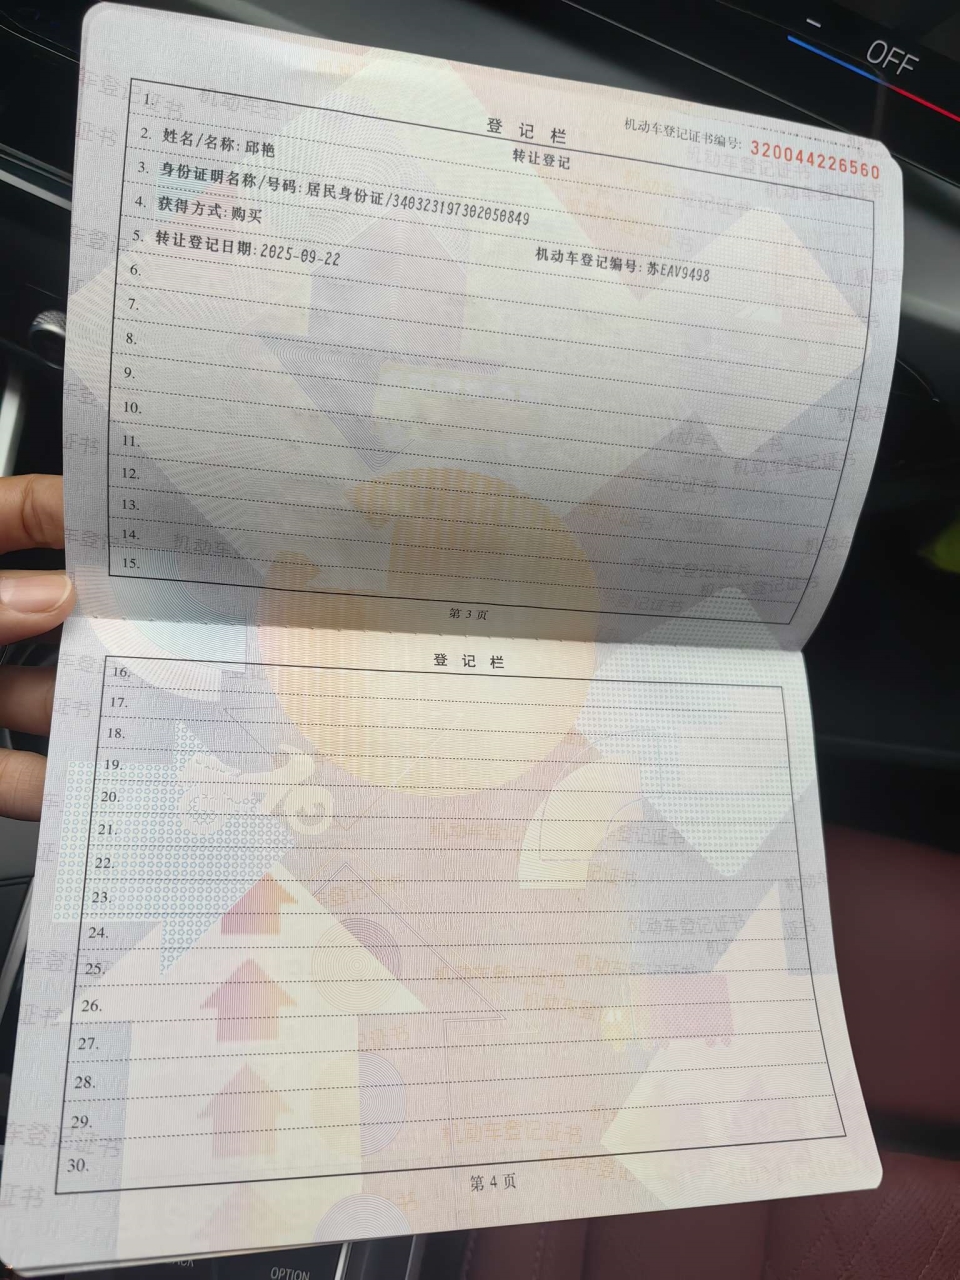 OFF
机动车登记证书编号: 320044226560
登 记 栏
1. 转让登记
2. 姓名/名称: 邱艳
3. 身份证明名称/号码: 居民身份证/340323197302050849
4. 获得方式: 购买
5. 转让登记日期: 2025-09-22 机动车登记编号: 苏EAV9498
6.
7.
8.
9.
10.
11.
12.
13.
14.
15.
第 3 页
登 记 栏
16.
17.
18.
19.
20.
21.
22.
23.
24.
25.
26.
27.
28.
29.
30.
第 4 页
OPTION